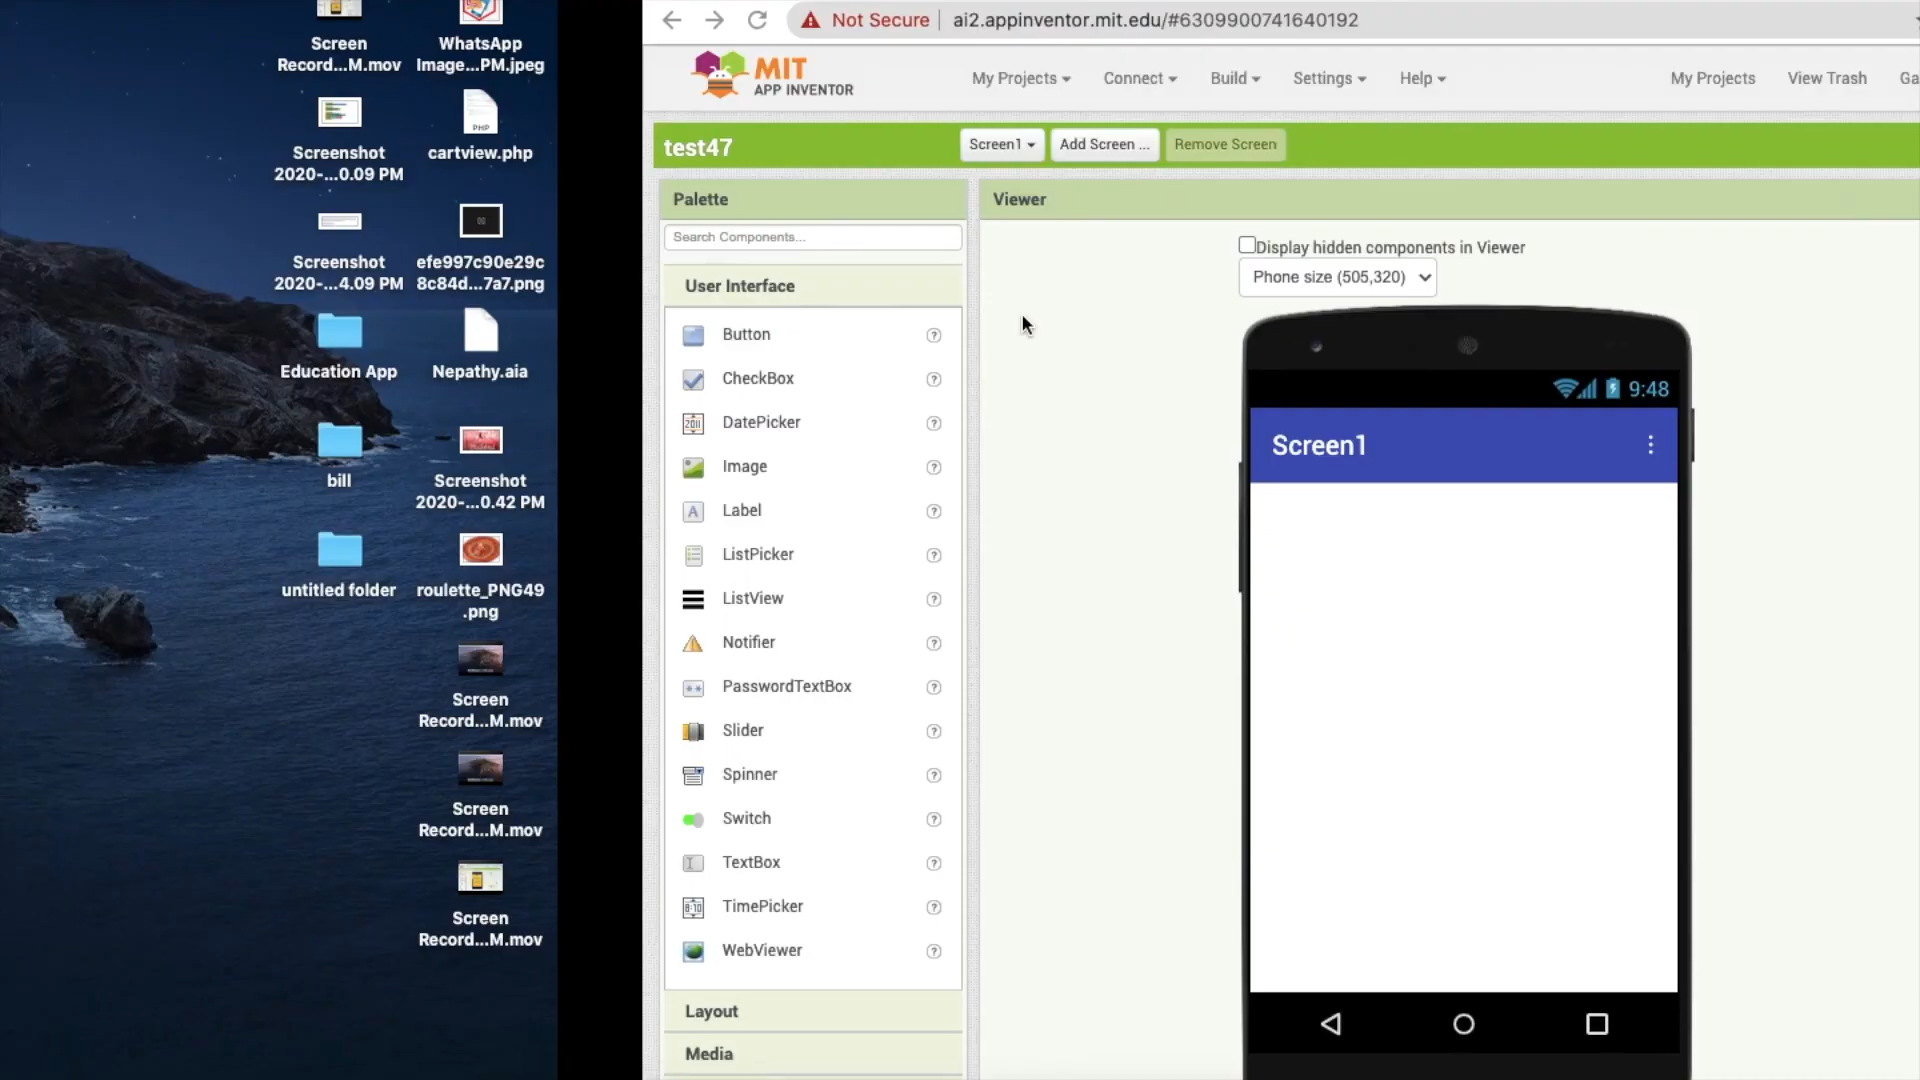 Screen
Record...M.mov
WhatsApp
Image...PM.jpeg
Screenshot
2020-...0.09 PM
PHP
cartview.php
Screenshot
2020-...4.09 PM
efe997c90e29c
8c84d...7a7.png
Education App
Nepathy.aia
bill
Screenshot
2020-...0.42 PM
untitled folder
roulette_PNG49
.png
Screen
Record...M.mov
Screen
Record...M.mov
Screen
Record...M.mov
Not Secure
ai2.appinventor.mit.edu/#6309900741640192
MIT
APP INVENTOR
My Projects
Connect
Build
Settings
Help
My Projects
View Trash
Ga
test47
Screen1
Add Screen ...
Remove Screen
Palette
Search Components...
User Interface
Button
CheckBox
DatePicker
Image
Label
ListPicker
ListView
Notifier
PasswordTextBox
Slider
Spinner
Switch
TextBox
TimePicker
WebViewer
Layout
Media
Viewer
Display hidden components in Viewer
Phone size (505,320)
9:48
Screen1